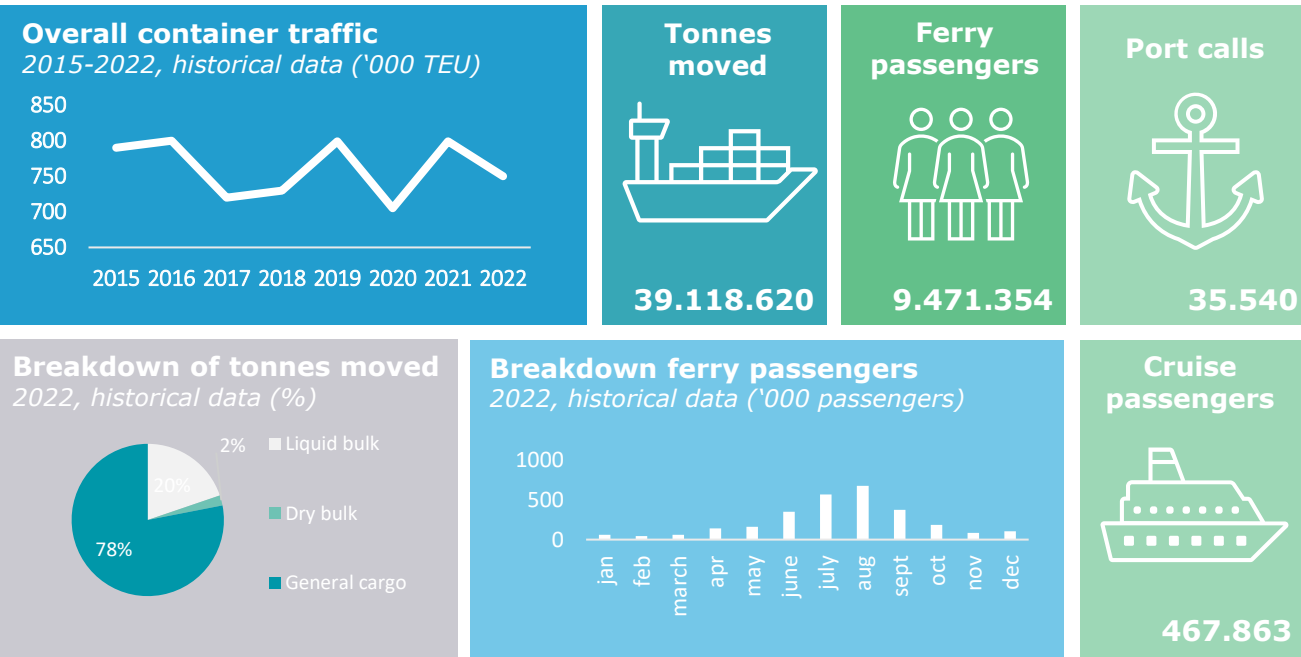 Overall container traffic
2015-2022, historical data (‘000 TEU)
850
800
750
700
650
2015 2016 2017 2018 2019 2020 2021 2022
Tonnes
moved
39.118.620
Ferry
passengers
9.471.354
Port calls
35.540
Breakdown of tonnes moved
2022, historical data (%)
2%
20%
78%
Liquid bulk
Dry bulk
General cargo
Breakdown ferry passengers
2022, historical data (‘000 passengers)
1000
500
0
jan
feb
march
apr
may
june
july
aug
sept
oct
nov
dec
Cruise
passengers
467.863